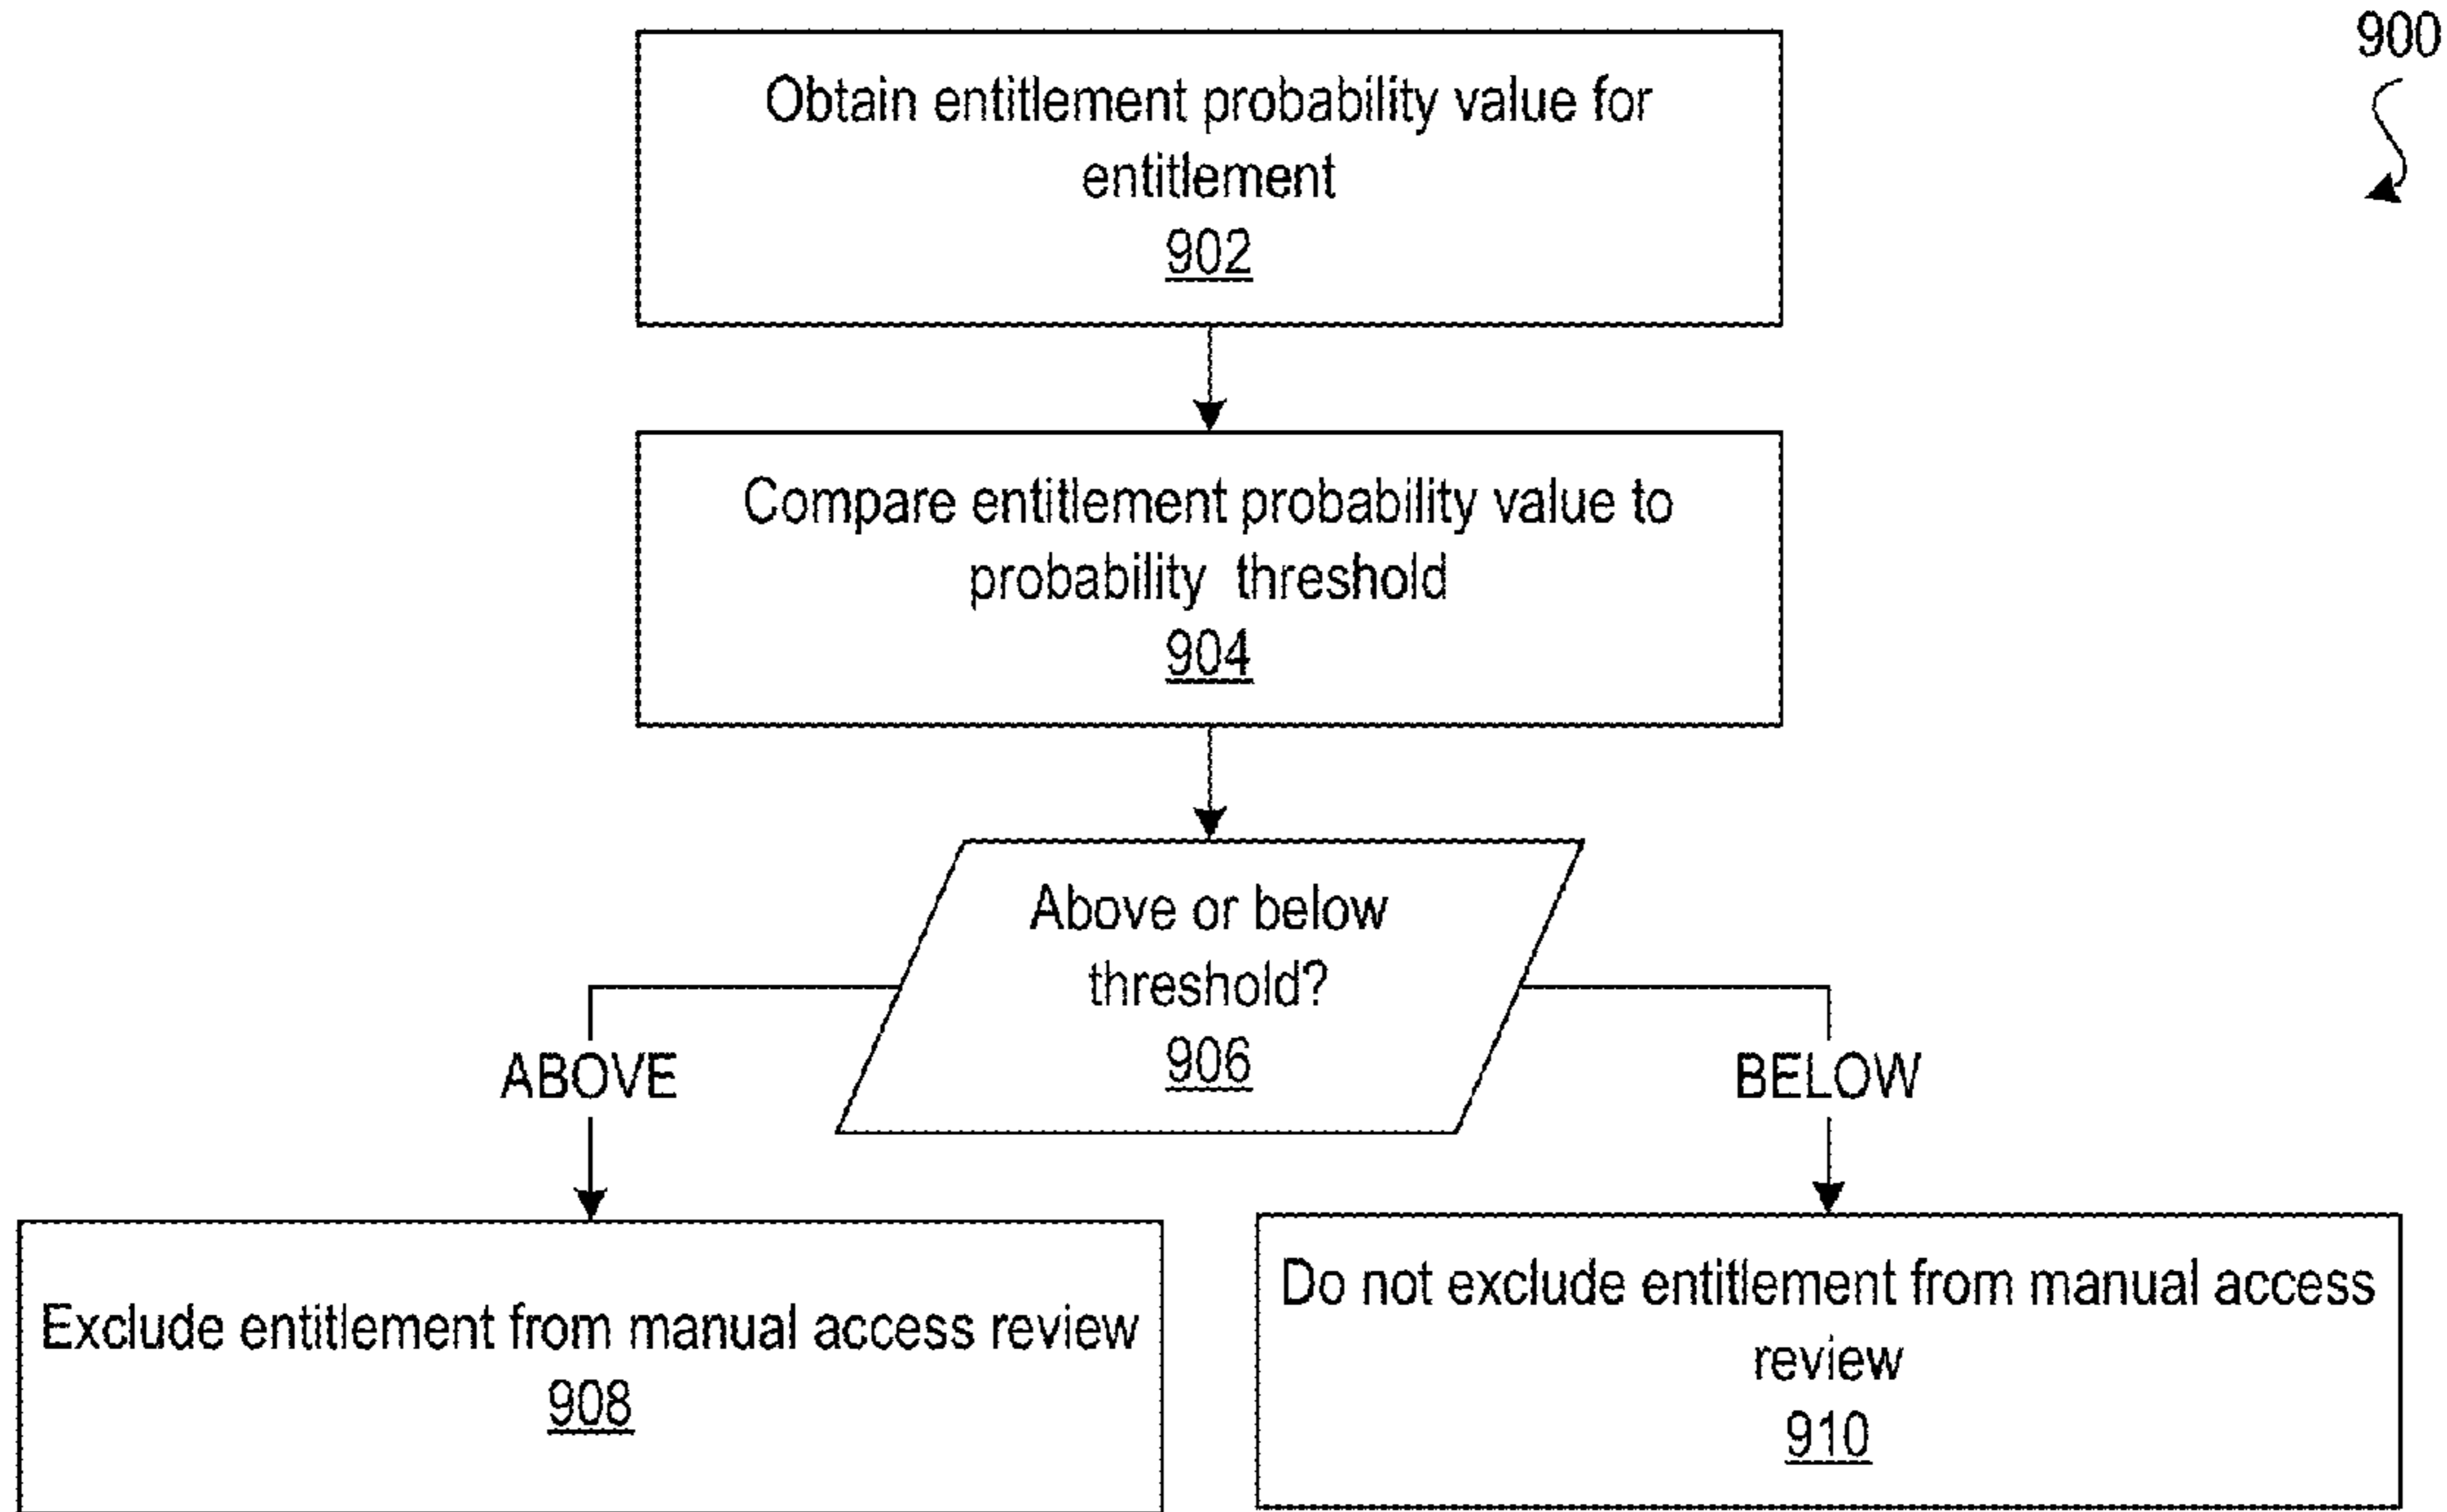 900
Obtain entitlement probability value for
entitlement
902
Compare entitlement probability value to
probability threshold
904
Above or below
threshold?
906
ABOVE
BELOW
Exclude entitlement from manual access review
908
Do not exclude entitlement from manual access
review
910